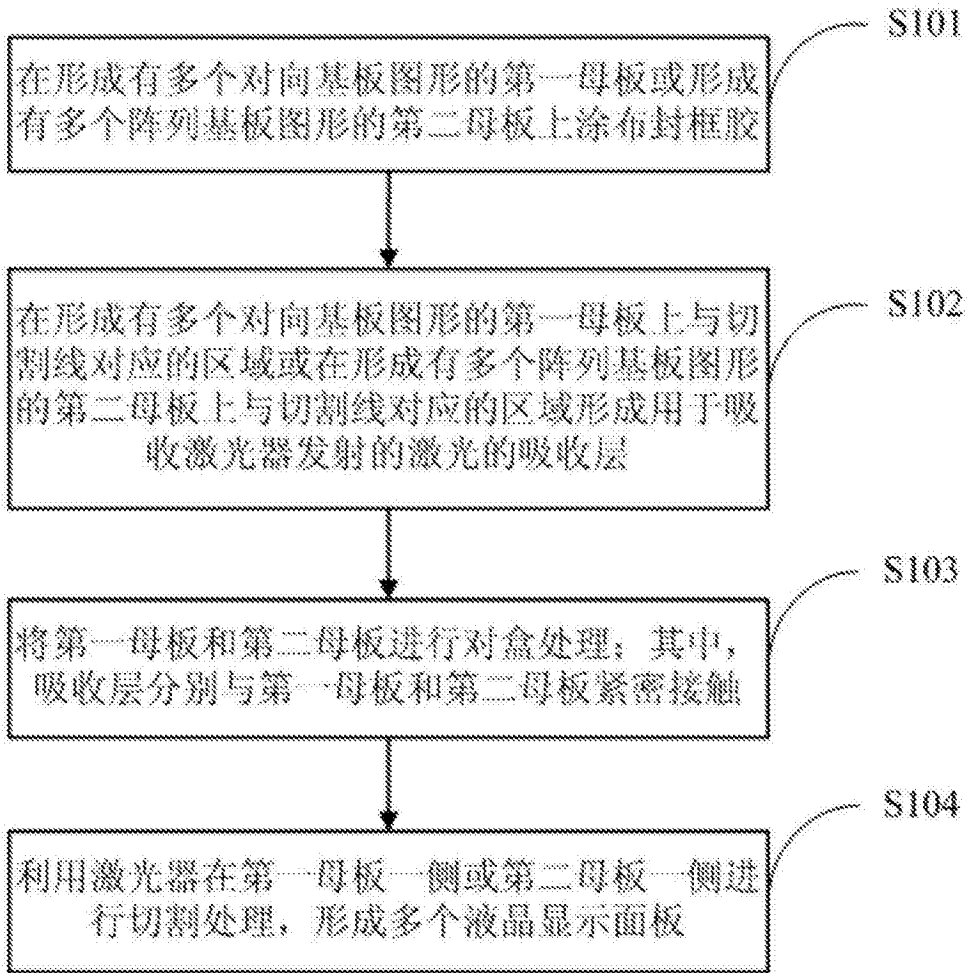 S101
在形成有多个对向基板图形的第一母板或形成
有多个阵列基板图形的第二母板上涂布封框胶
S102
在形成有多个对向基板图形的第一母板上与切
割线对应的区域或在形成有多个阵列基板图形
的第二母板上与切割线对应的区域形成用于吸
收激光器发射的激光的吸收层
S103
将第一母板和第二母板进行对盒处理；其中，
吸收层分别与第一母板和第二母板紧密接触
S104
利用激光器在第一母板一侧或第二母板一侧进
行切割处理，形成多个液晶显示面板